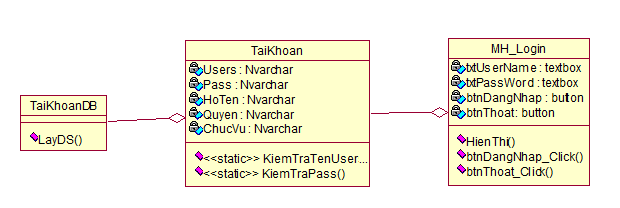 TaiKhoanDB
LayDS()
TaiKhoan
Users : Nvarchar
Pass : Nvarchar
HoTen : Nvarchar
Quyen : Nvarchar
ChucVu : Nvarchar
<<static>> KiemTraTenUser...
<<static>> KiemTraPass()
MH_Login
txtUserName : textbox
txtPassWord : textbox
btnDangNhap : button
btnThoat : button
HienThi()
btnDangNhap_Click()
btnThoat_Click()